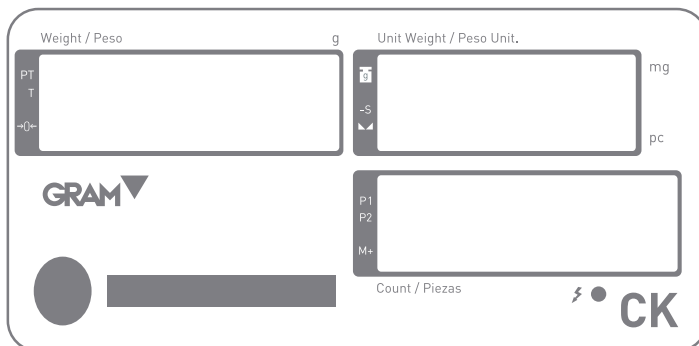 Weight / Peso g
Unit Weight / Peso Unit.
PT
T
→0←
g
-S
mg
pc
GRAM
P1
P2
M+
Count / Piezas
CK